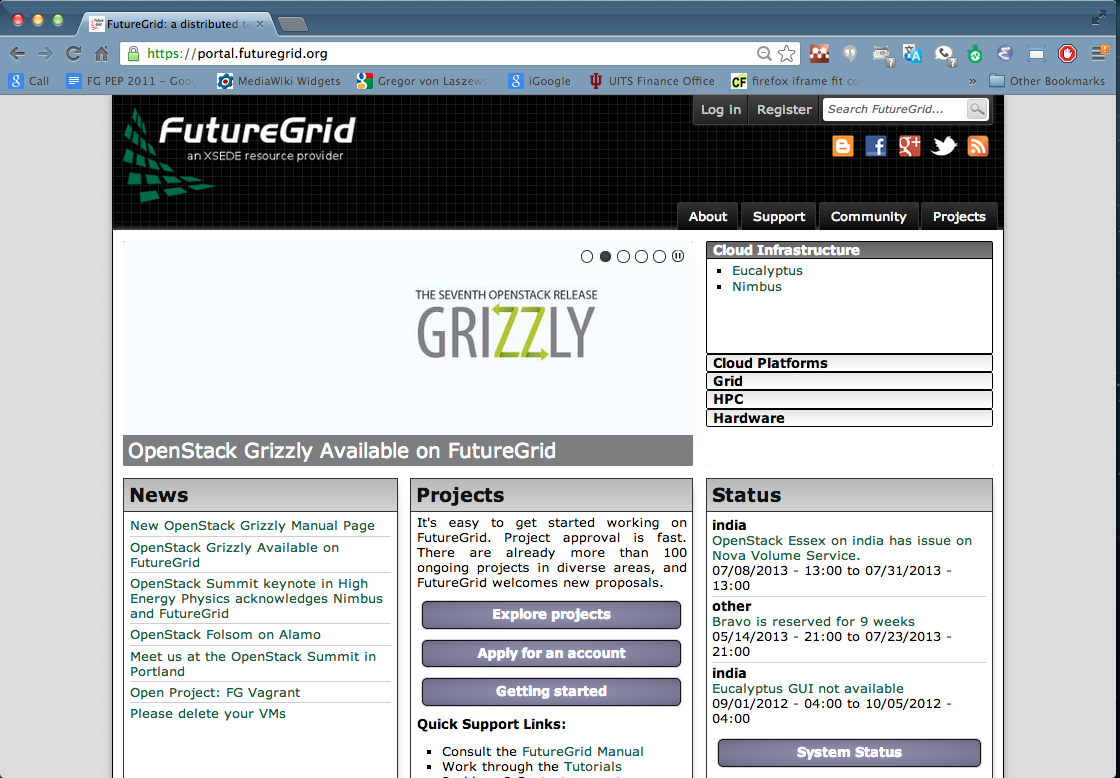 FutureGrid: a distributed te
https://portal.futuregrid.org
Call
FG PEP 2011 – Goog
MediaWiki Widgets
Gregor von Laszews
iGoogle
UITS Finance Office
CF
firefox iframe fit co
»
Other Bookmarks
FutureGrid
an XSEDE resource provider
Log in
Register
Search FutureGrid...
About
Support
Community
Projects
THE SEVENTH OPENSTACK RELEASE
GRIZZLY
OpenStack Grizzly Available on FutureGrid
Cloud Infrastructure
Eucalyptus
Nimbus
Cloud Platforms
Grid
HPC
Hardware
News
New OpenStack Grizzly Manual Page
OpenStack Grizzly Available on
FutureGrid
OpenStack Summit keynote in High
Energy Physics acknowledges Nimbus
and FutureGrid
OpenStack Folsom on Alamo
Meet us at the OpenStack Summit in
Portland
Open Project: FG Vagrant
Please delete your VMs
Projects
It's easy to get started working on
FutureGrid. Project approval is fast.
There are already more than 100
ongoing projects in diverse areas, and
FutureGrid welcomes new proposals.
Explore projects
Apply for an account
Getting started
Quick Support Links:
Consult the FutureGrid Manual
Work through the Tutorials
Status
india
OpenStack Essex on india has issue on
Nova Volume Service.
07/08/2013 - 13:00 to 07/31/2013 -
13:00
other
Bravo is reserved for 9 weeks
05/14/2013 - 21:00 to 07/23/2013 -
21:00
india
Eucalyptus GUI not available
09/01/2012 - 04:00 to 10/05/2012 -
04:00
System Status